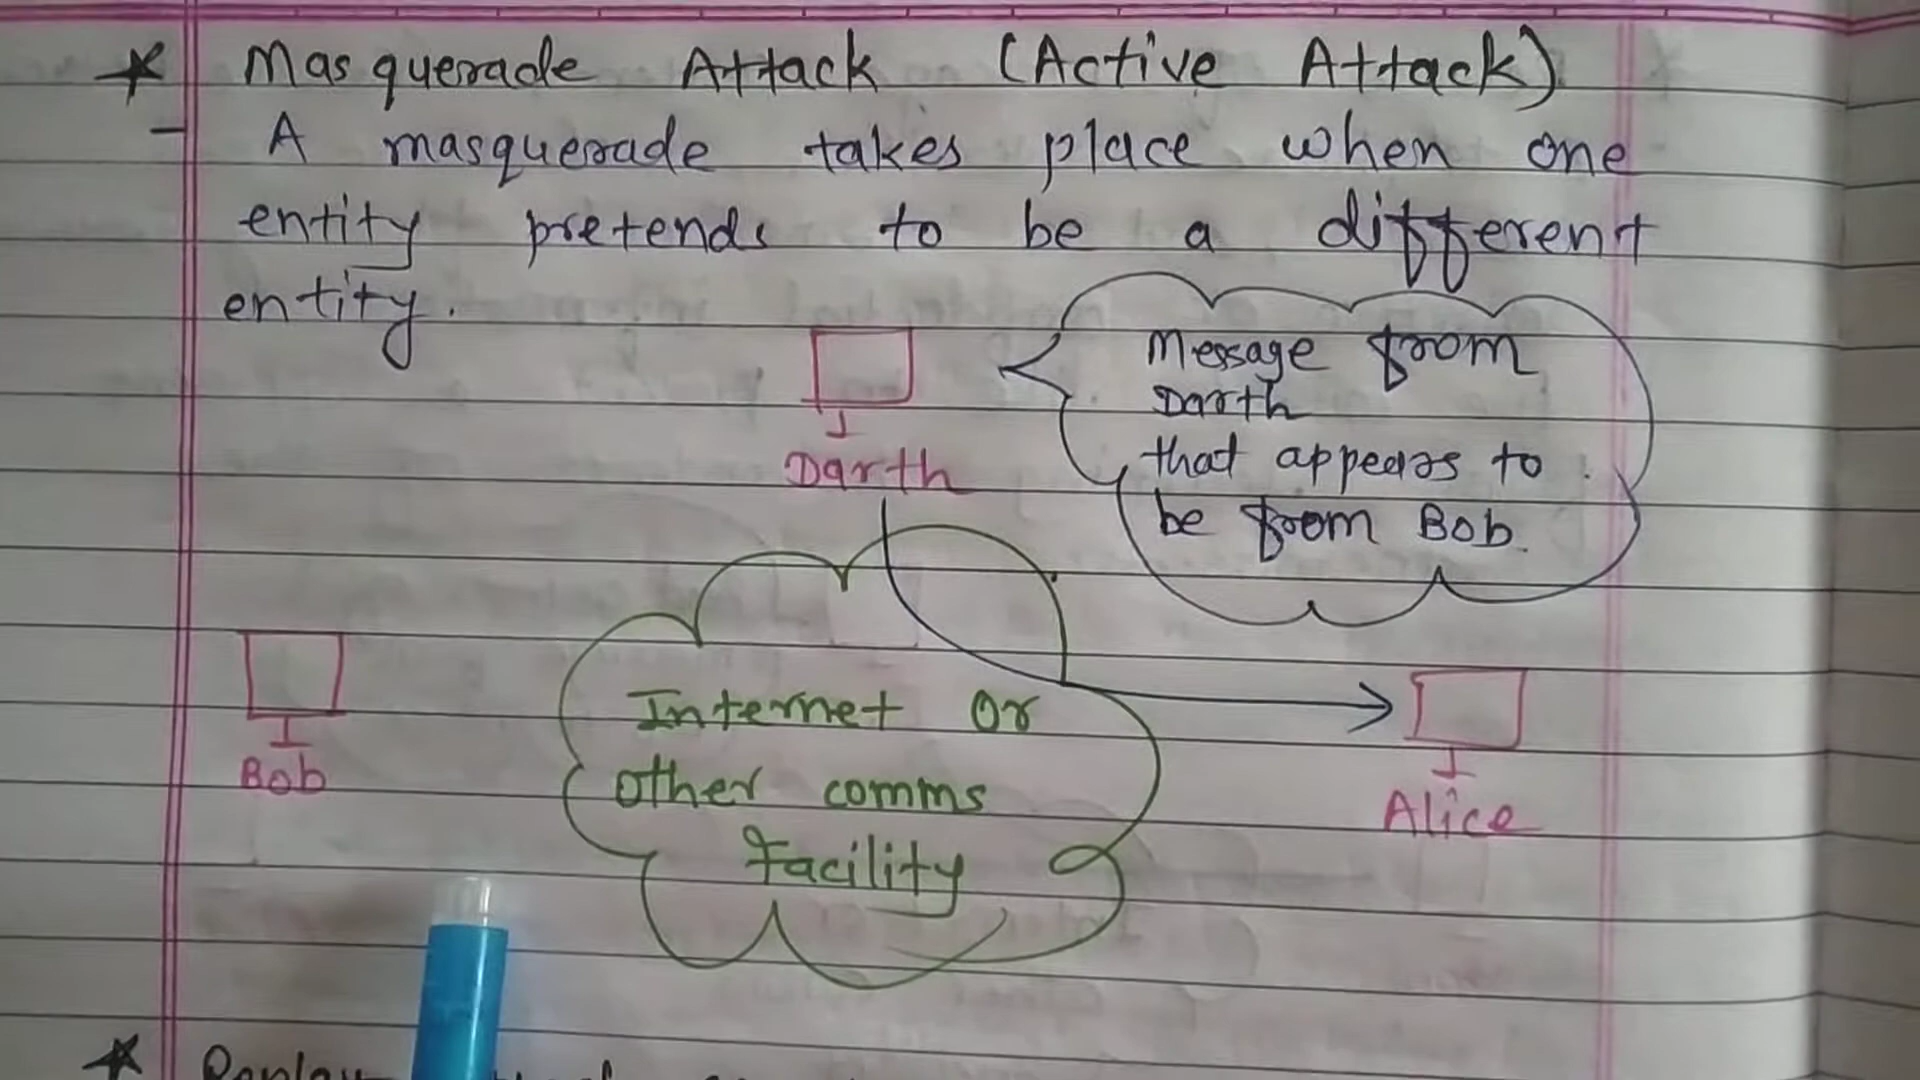 * Masquerade Attack (Active Attack)
- A masquerade takes place when one
entity pretends to be a different
entity.
Message from
Darth
that appears to
be from Bob.
Darth
Internet or
other comms
facility
Bob
Alice
* Replay